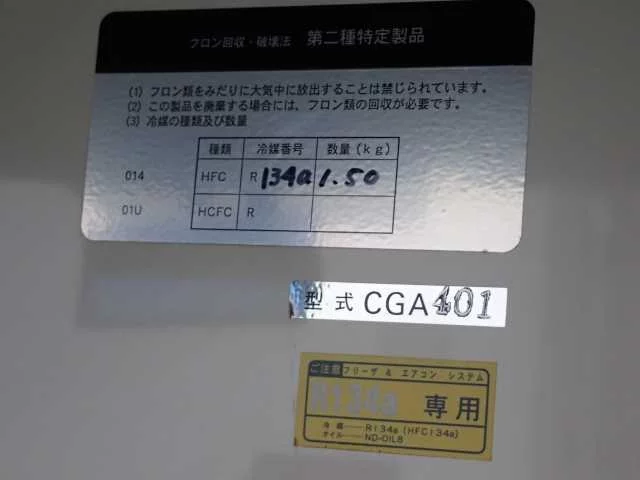 フロン回収・破壊法 第二種特定製品
(1) フロン類をみだりに大気中に放出することは禁じられています。
(2) この製品を廃棄する場合には、フロン類の回収が必要です。
(3) 冷媒の種類及び数量
種類 冷媒番号 数量(kg)
014 HFC R 134a 1.50
01U HCFC R
型式 CGA401
ご注意 フリーザ & エアコン システム
R134a 専用
冷媒 R134a (HFC134a)
オイル ND-OIL8